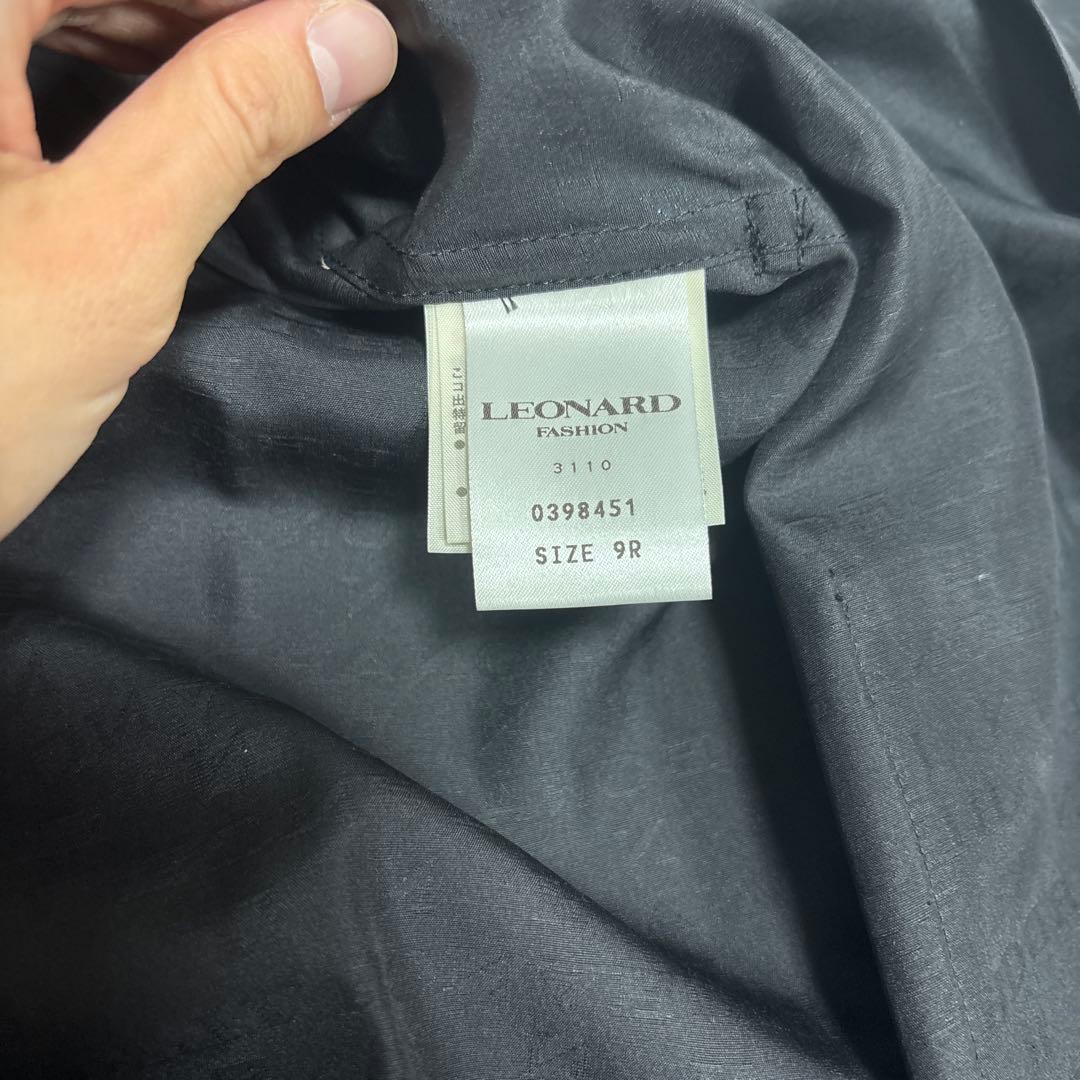 LEONARD
FASHION
3110
0398451
SIZE 9R